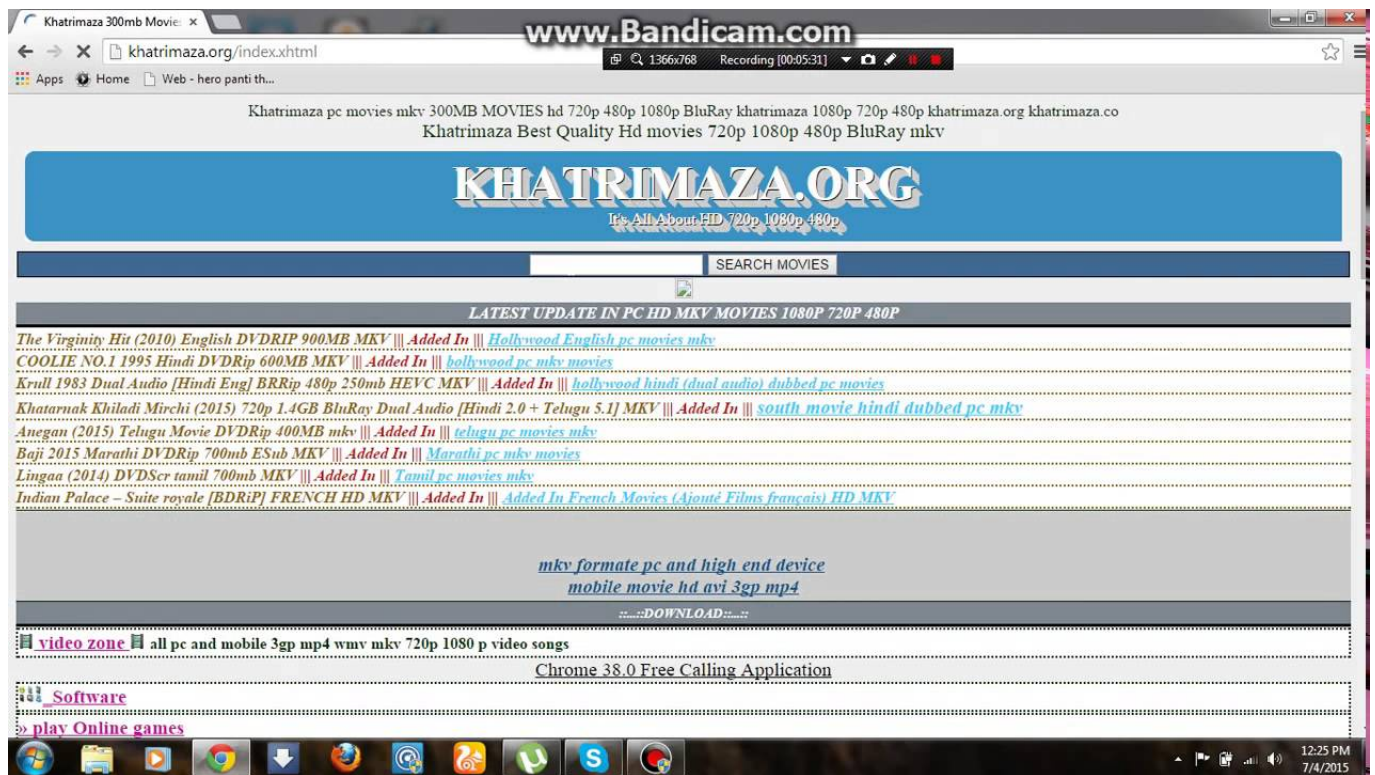 Khatrimaza 300mb Movie:
www.Bandicam.com
khatrimaza.org/index.xhtml
1366x768 Recording [00:05:31]
Apps Home Web - hero panti th...
Khatrimaza pc movies mkv 300MB MOVIES hd 720p 480p 1080p BluRay khatrimaza 1080p 720p 480p khatrimaza.org khatrimaza.co
Khatrimaza Best Quality Hd movies 720p 1080p 480p BluRay mkv
KHATRIMAZA.ORG
It's All About HD 720p 1080p 480p
SEARCH MOVIES
LATEST UPDATE IN PC HD MKV MOVIES 1080P 720P 480P
The Virginity Hit (2010) English DVDRIP 900MB MKV ||| Added In ||| Hollywood English pc movies mkv
COOLIE NO.1 1995 Hindi DVDRip 600MB MKV ||| Added In ||| bollywood pc mkv movies
Krull 1983 Dual Audio [Hindi Eng] BRRip 480p 250mb HEVC MKV ||| Added In ||| hollywood hindi (dual audio) dubbed pc movies
Khatarnak Khiladi Mirchi (2015) 720p 1.4GB BluRay Dual Audio [Hindi 2.0 + Telugu 5.1] MKV ||| Added In ||| south movie hindi dubbed pc mkv
Anegan (2015) Telugu Movie DVDRip 400MB mkv ||| Added In ||| telugu pc movies mkv
Baji 2015 Marathi DVDRip 700mb ESub MKV ||| Added In ||| Marathi pc mkv movies
Lingaa (2014) DVDScr tamil 700mb MKV ||| Added In ||| Tamil pc movies mkv
Indian Palace – Suite royale [BDRiP] FRENCH HD MKV ||| Added In ||| Added In French Movies (Ajouté Films français) HD MKV
mkv formate pc and high end device
mobile movie hd avi 3gp mp4
::...::DOWNLOAD::...::
video zone all pc and mobile 3gp mp4 wmv mkv 720p 1080 p video songs
Chrome 38.0 Free Calling Application
Software
» play Online games
12:25 PM
7/4/2015